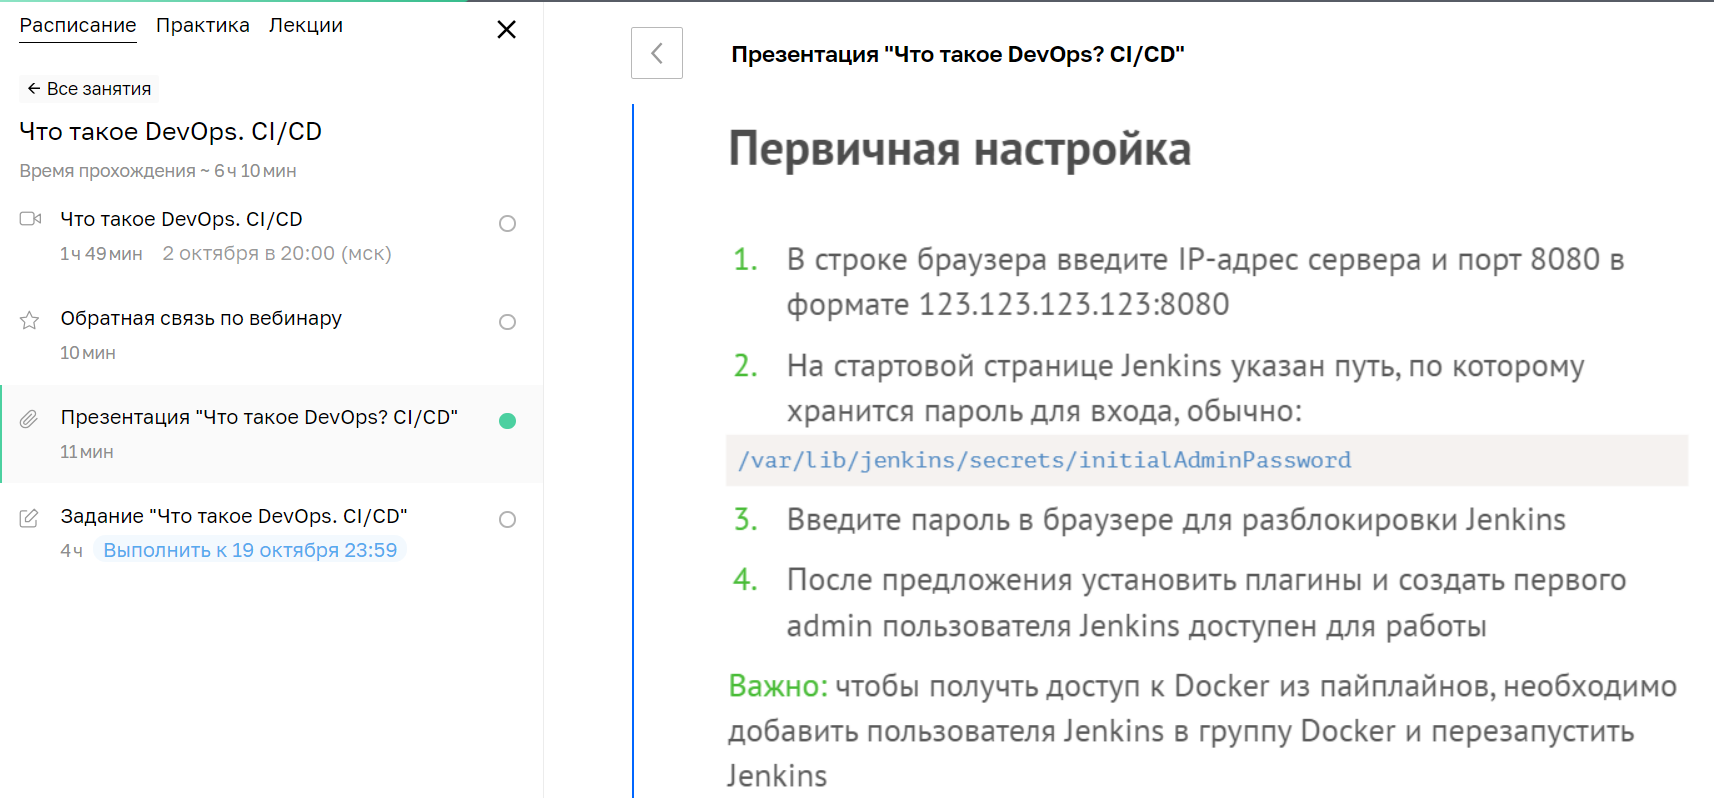 Расписание Практика Лекции
Все занятия
Что такое DevOps. CI/CD
Время прохождения ~ 6 ч 10 мин
Что такое DevOps. CI/CD
1 ч 49 мин 2 октября в 20:00 (мск)
Обратная связь по вебинару
10 мин
Презентация "Что такое DevOps? CI/CD"
11 мин
Задание "Что такое DevOps. CI/CD"
4 ч Выполнить к 19 октября 23:59
Презентация "Что такое DevOps? CI/CD"
Первичная настройка
1. В строке браузера введите IP-адрес сервера и порт 8080 в
формате 123.123.123.123:8080
2. На стартовой странице Jenkins указан путь, по которому
хранится пароль для входа, обычно:
/var/lib/jenkins/secrets/initialAdminPassword
3. Введите пароль в браузере для разблокировки Jenkins
4. После предложения установить плагины и создать первого
admin пользователя Jenkins доступен для работы
Важно: чтобы получть доступ к Docker из пайплайнов, необходимо
добавить пользователя Jenkins в группу Docker и перезапустить
Jenkins